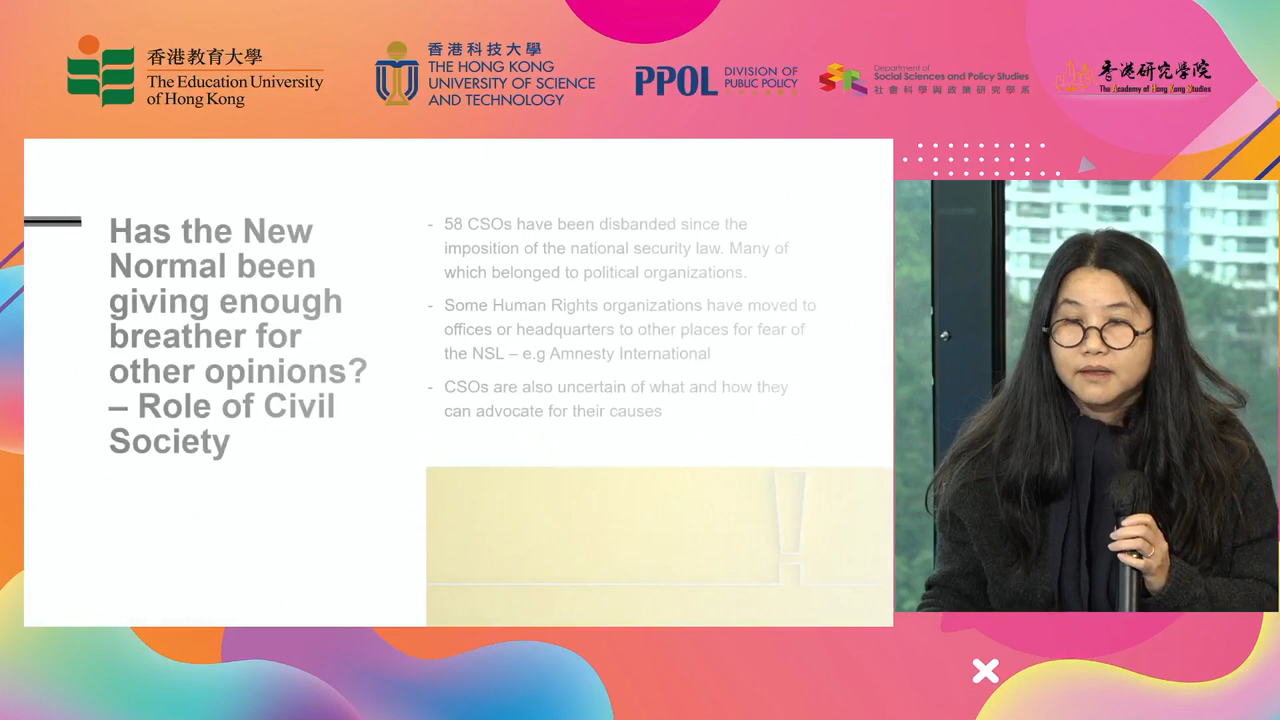 香港教育大學
The Education University
of Hong Kong
香港科技大學
THE HONG KONG
UNIVERSITY OF SCIENCE
AND TECHNOLOGY
PPOL
DIVISION OF
PUBLIC POLICY
Department of
Social Sciences and Policy Studies
社會科學與政策研究學系
香港研究學院
The Academy of Hong Kong Studies
Has the New
Normal been
giving enough
breather for
other opinions?
– Role of Civil
Society
- 58 CSOs have been disbanded since the
imposition of the national security law. Many of
which belonged to political organizations.
- Some Human Rights organizations have moved to
offices or headquarters to other places for fear of
the NSL – e.g Amnesty International
- CSOs are also uncertain of what and how they
can advocate for their causes
!